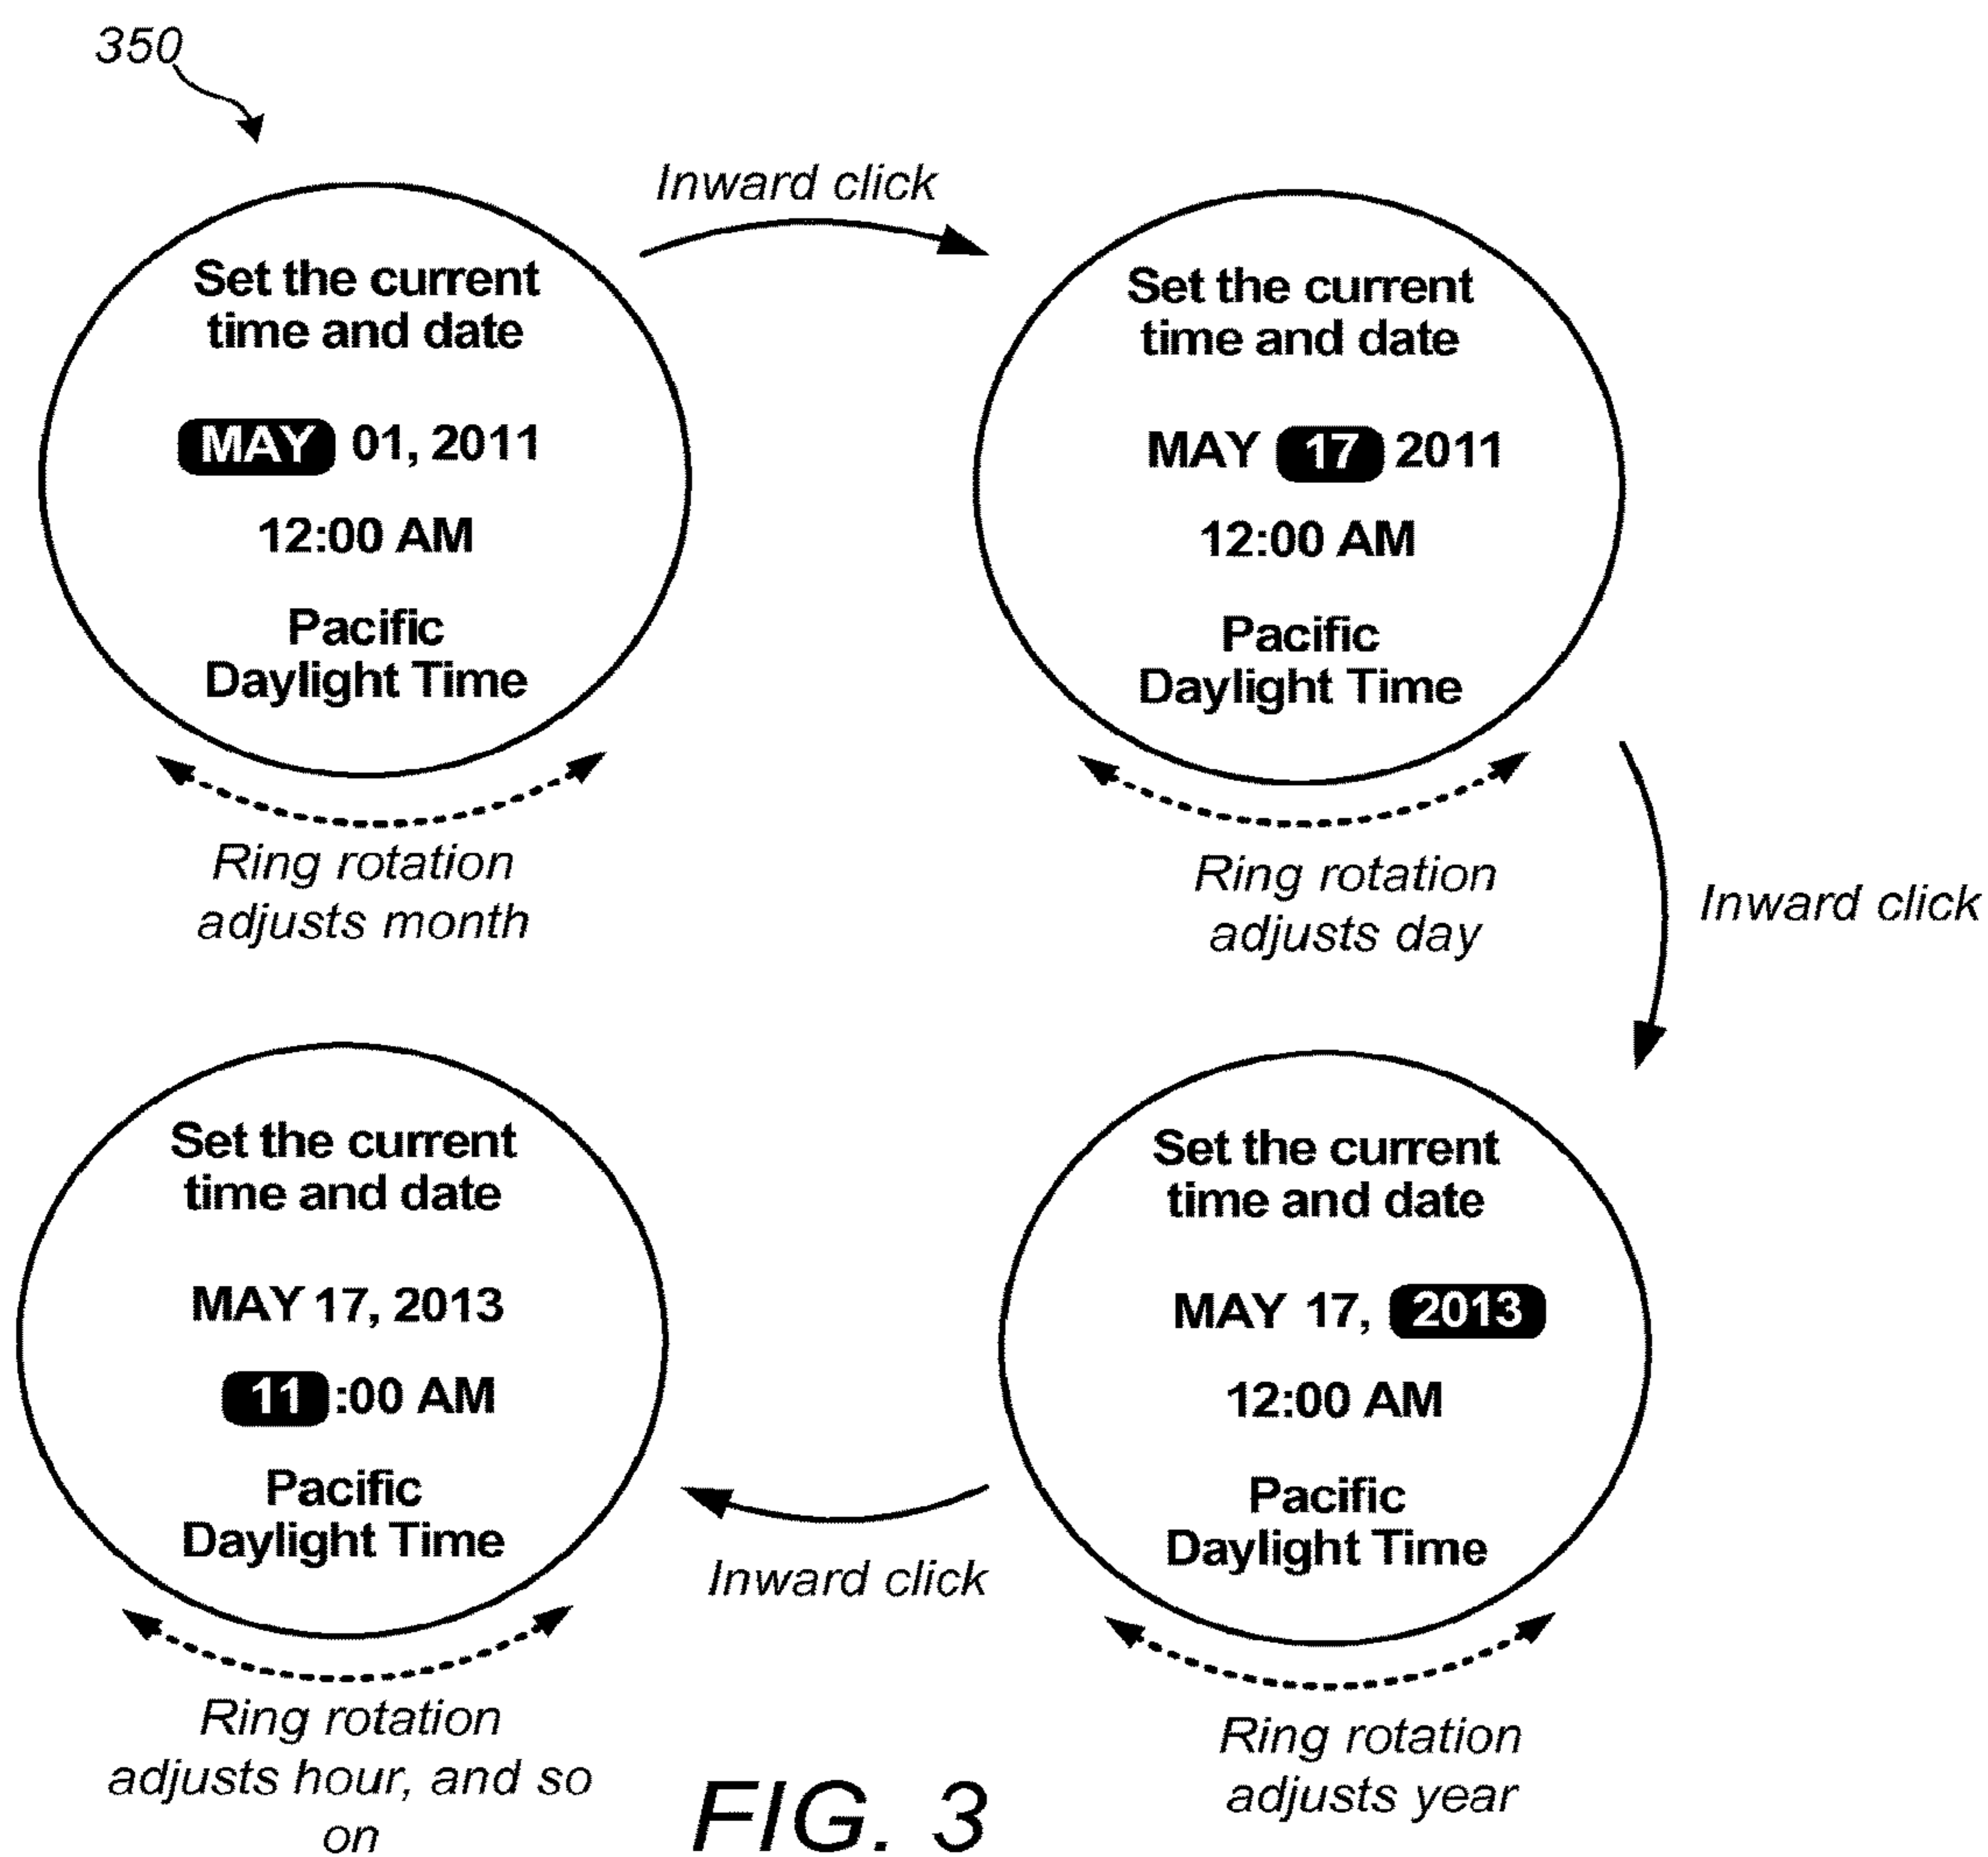 350
Inward click
Set the current
time and date
MAY 01, 2011
12:00 AM
Pacific
Daylight Time
Ring rotation
adjusts month
Set the current
time and date
MAY 17 2011
12:00 AM
Pacific
Daylight Time
Ring rotation
adjusts day
Inward click
Set the current
time and date
MAY 17, 2013
12:00 AM
Pacific
Daylight Time
Ring rotation
adjusts year
Inward click
Set the current
time and date
MAY 17, 2013
11 :00 AM
Pacific
Daylight Time
Ring rotation
adjusts hour, and so
on
FIG. 3